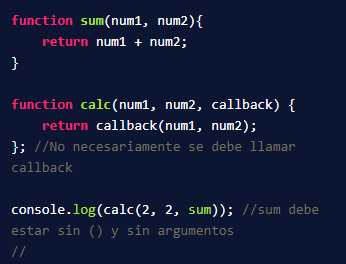 function sum(num1, num2){
    return num1 + num2;
}

function calc(num1, num2, callback) {
    return callback(num1, num2);
}; //No necesariamente se debe llamar
callback

console.log(calc(2, 2, sum)); //sum debe
estar sin () y sin argumentos
//